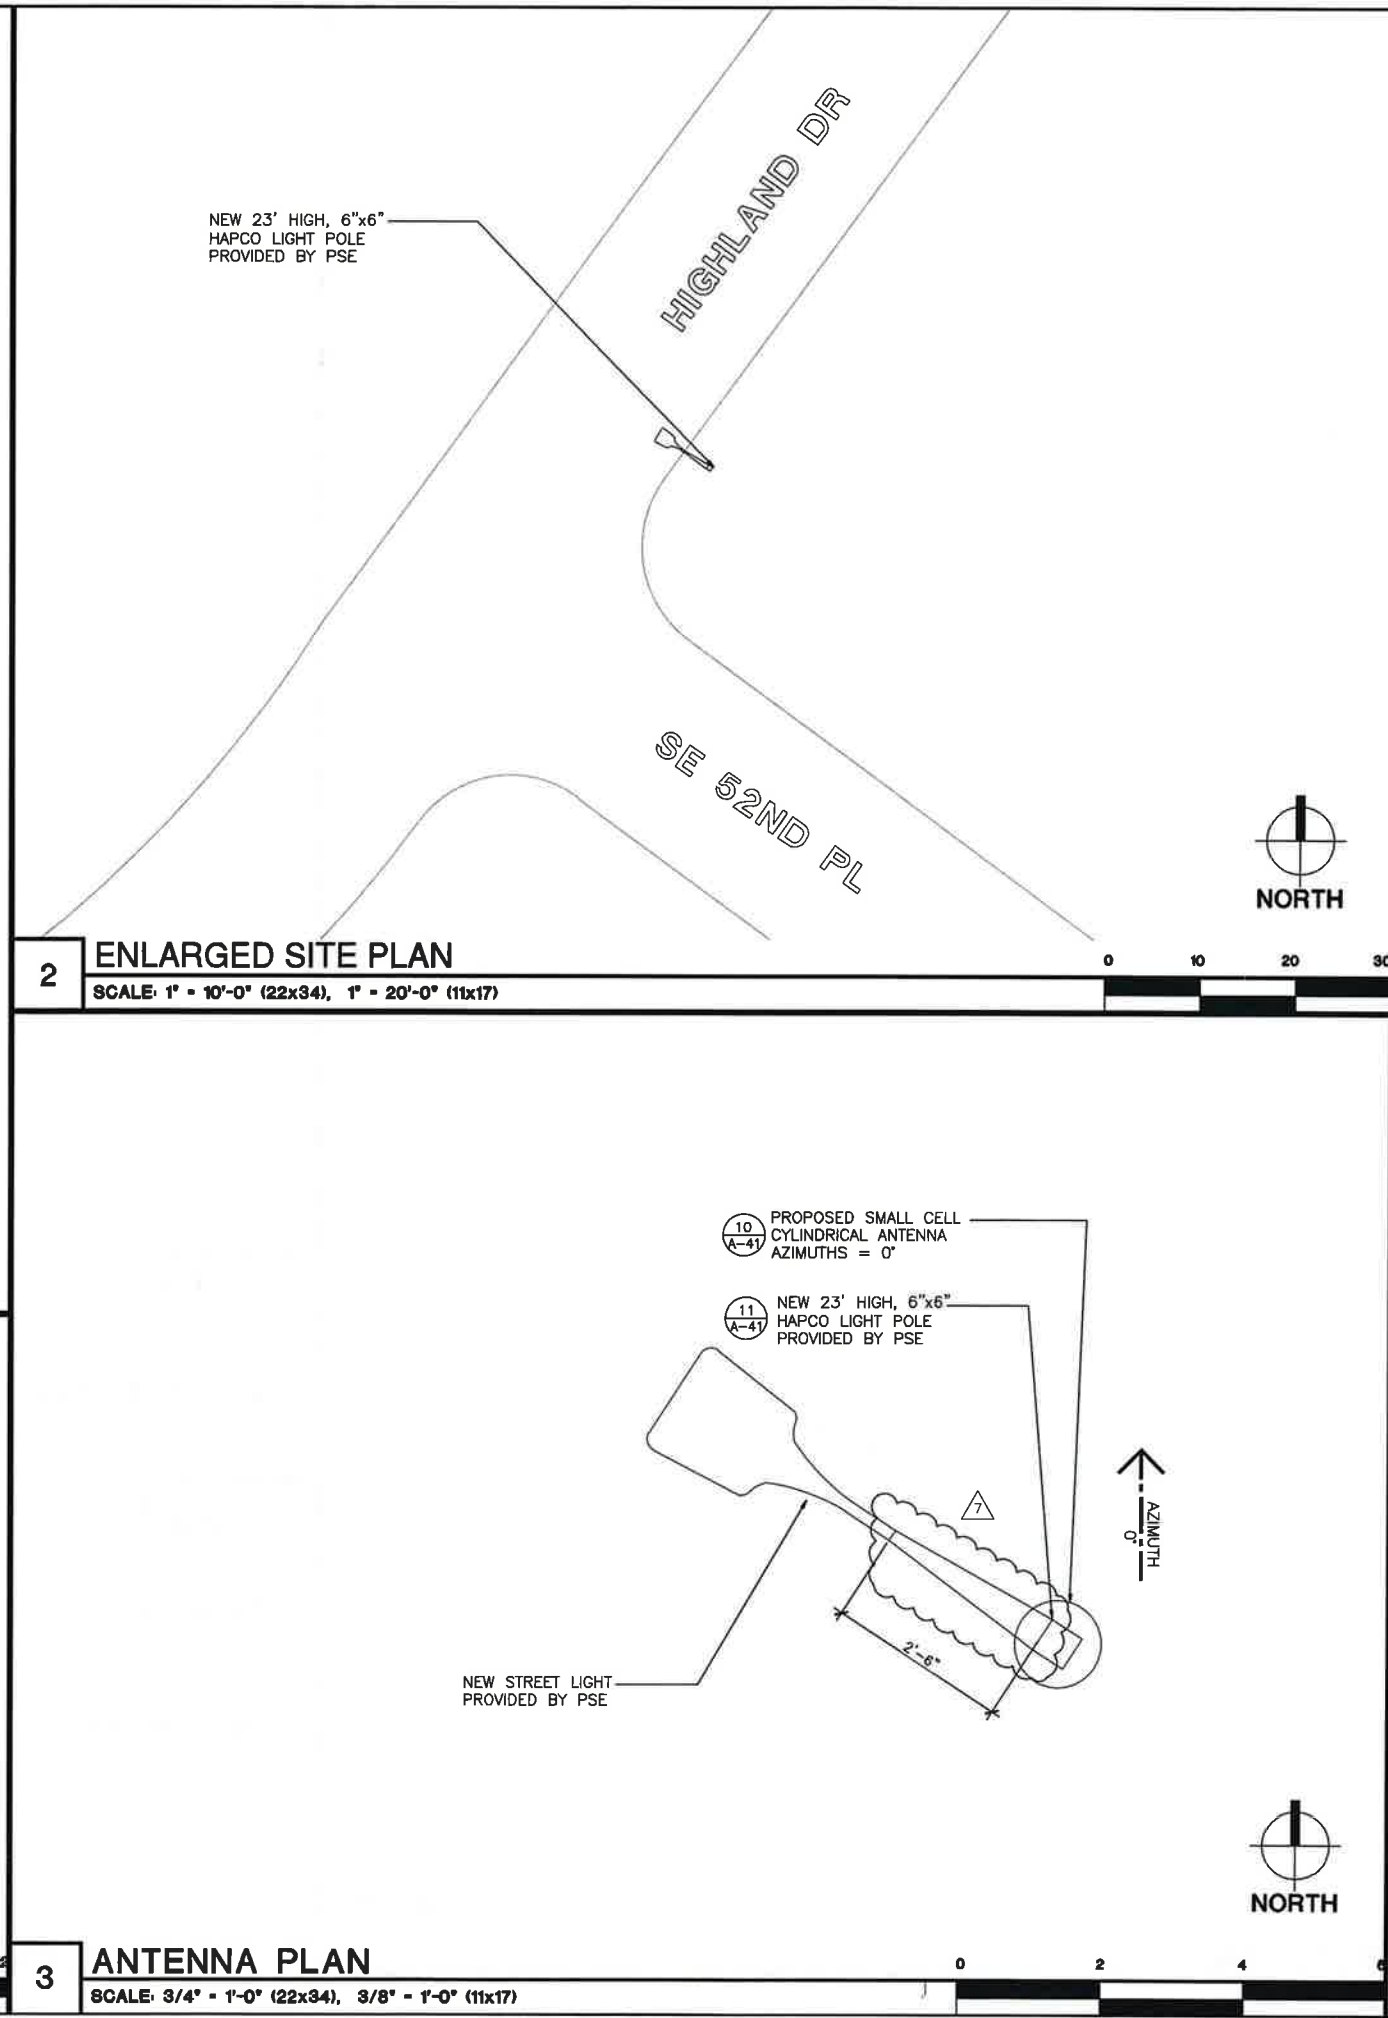 HIGHLAND DR
NEW 23' HIGH, 6"x6"
HAPCO LIGHT POLE
PROVIDED BY PSE
SE 52ND PL
NORTH
2
ENLARGED SITE PLAN
SCALE: 1" = 10'-0" (22x34), 1" = 20'-0" (11x17)
0 10 20 30
10
A-41
PROPOSED SMALL CELL
CYLINDRICAL ANTENNA
AZIMUTHS = 0°
11
A-41
NEW 23' HIGH, 6"x6"
HAPCO LIGHT POLE
PROVIDED BY PSE
7
AZIMUTH
0°
2'-6"
NEW STREET LIGHT
PROVIDED BY PSE
NORTH
3
ANTENNA PLAN
SCALE: 3/4" = 1'-0" (22x34), 3/8" = 1'-0" (11x17)
0 2 4 6